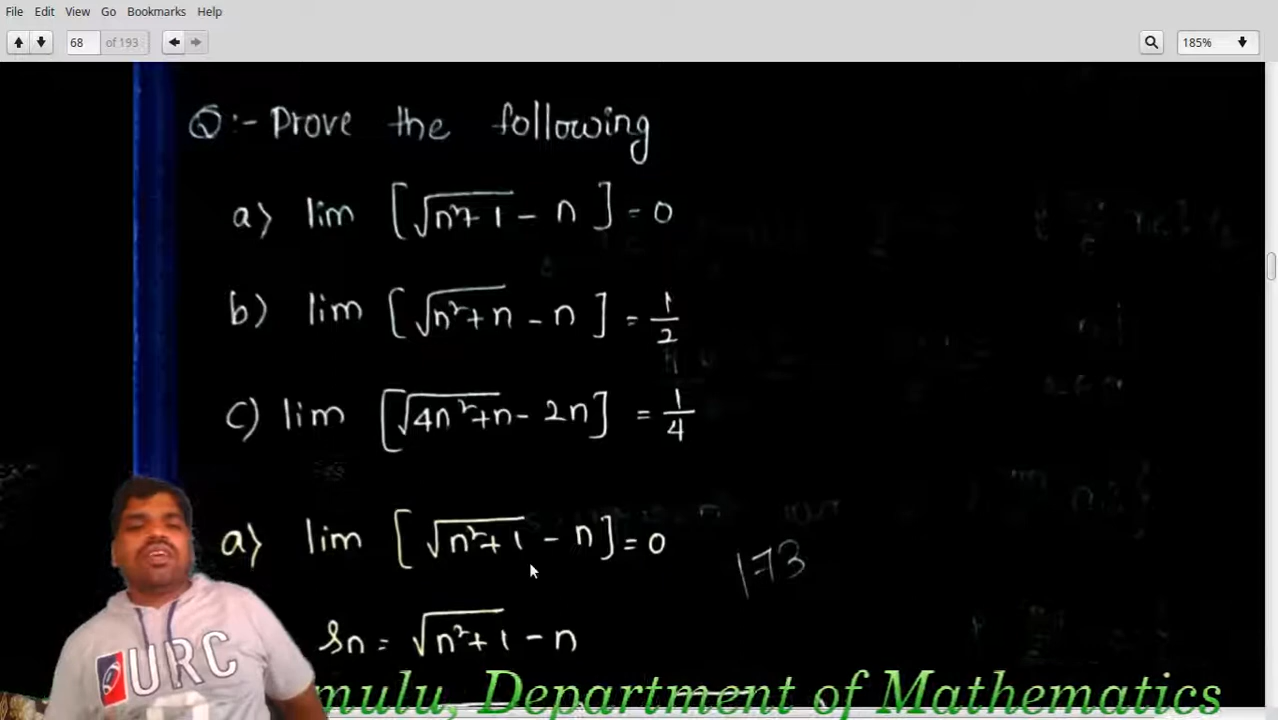 File Edit View Go Bookmarks Help
68 of 193 185%
Q:- Prove the following
a) lim [√n²+1 - n] = 0
b) lim [√n²+n - n] = 1/2
c) lim [√4n²+n - 2n] = 1/4
a) lim [√n²+1 - n] = 0
173
Sn = √n²+1 - n
URC
mulu, Department of Mathematics